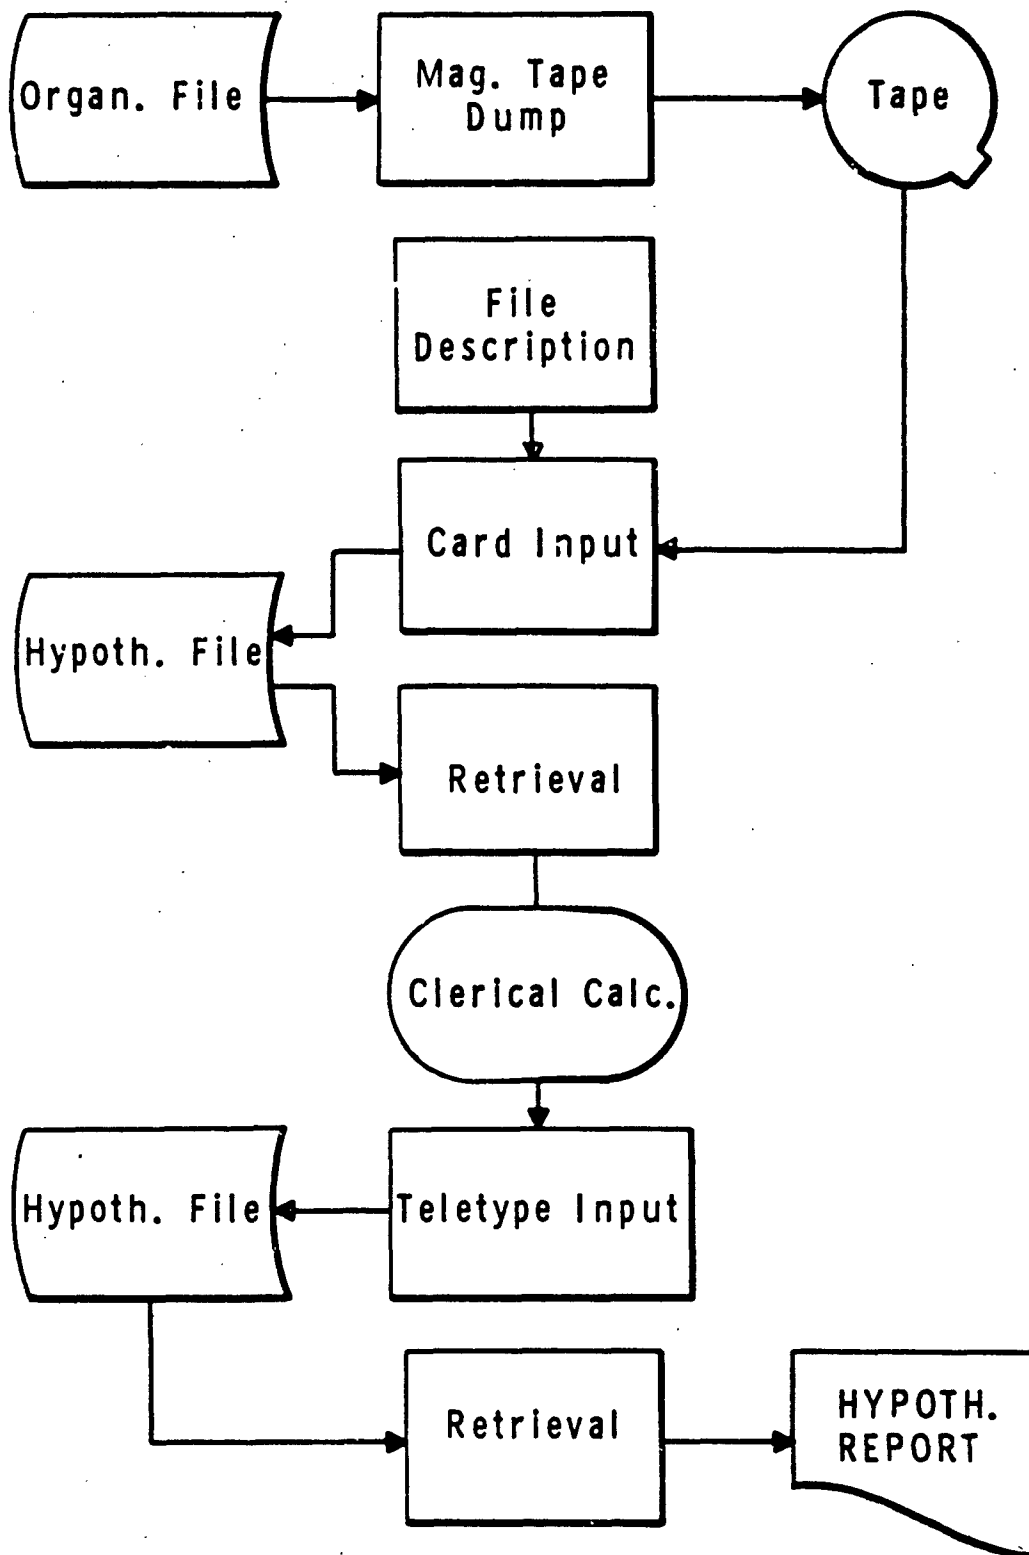 Organ. File
Mag. Tape
Dump
Tape
File
Description
Card Input
Hypoth. File
Retrieval
Clerical Calc.
Hypoth. File
Teletype Input
Retrieval
HYPOTH.
REPORT